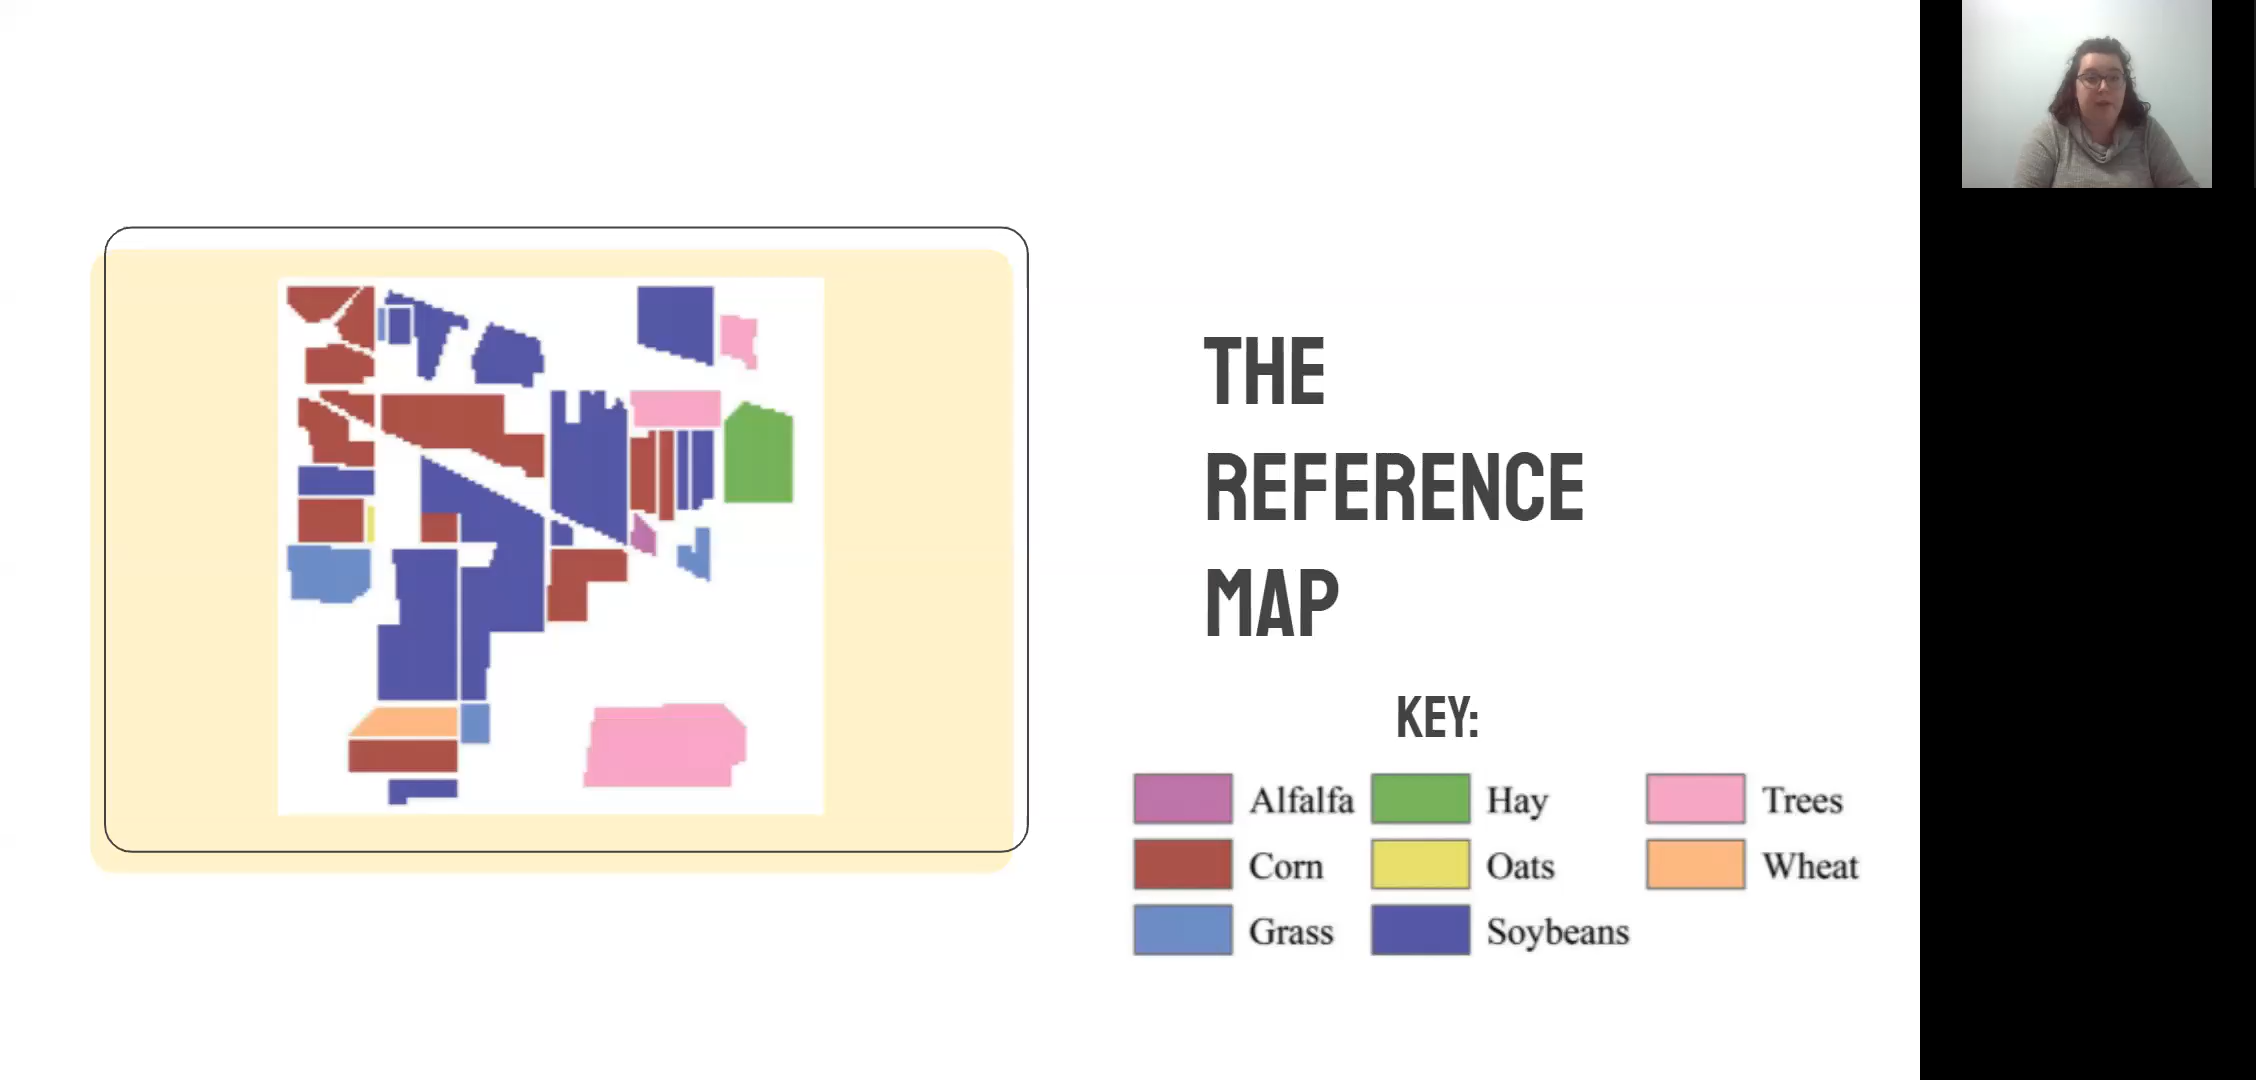 THE
REFERENCE
MAP
KEY:
Alfalfa Hay Trees
Corn Oats Wheat
Grass Soybeans